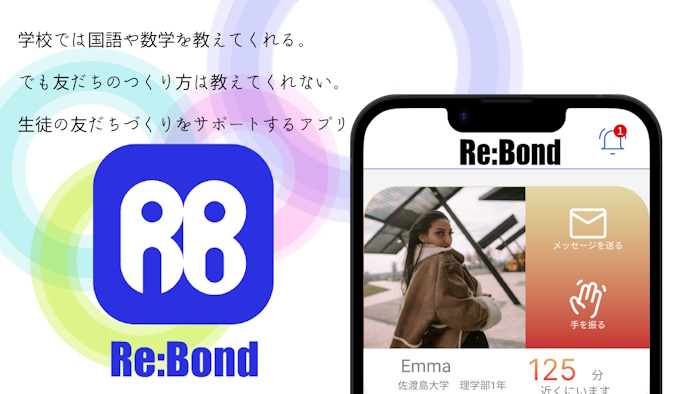 学校では国語や数学を教えてくれる。
でも友だちのつくり方は教えてくれない。
生徒の友だちづくりをサポートするアプリ
RB
Re:Bond
Re:Bond
1
メッセージを送る
手を振る
Emma
佐渡島大学 理学部1年
125 分
近くにいます